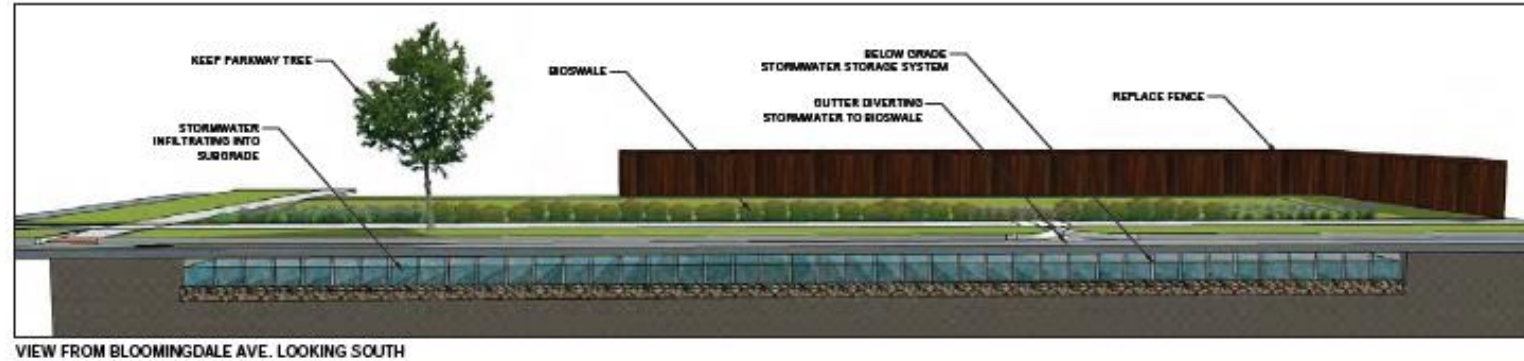 KEEP PARKWAY TREE
BIOSWALE
BELOW GRADE
STORMWATER STORAGE SYSTEM
GUTTER DIVERTING
STORMWATER TO BIOSWALE
REPLACE FENCE
STORMWATER
INFILTRATING INTO
SUBGRADE
VIEW FROM BLOOMINGDALE AVE. LOOKING SOUTH